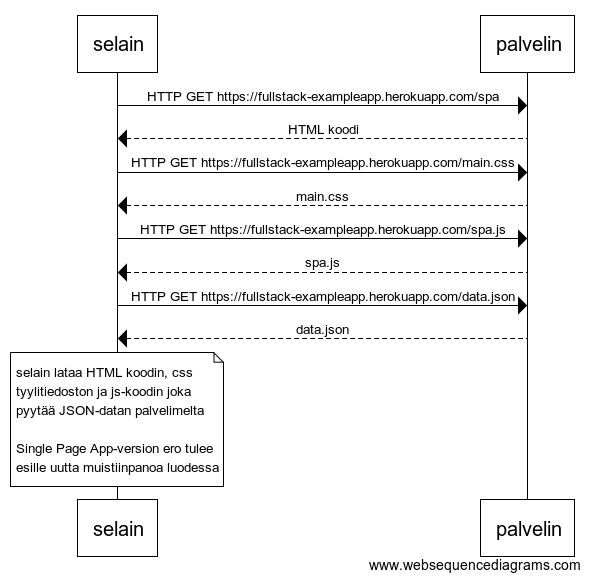 selain
palvelin
HTTP GET https://fullstack-exampleapp.herokuapp.com/spa
HTML koodi
HTTP GET https://fullstack-exampleapp.herokuapp.com/main.css
main.css
HTTP GET https://fullstack-exampleapp.herokuapp.com/spa.js
spa.js
HTTP GET https://fullstack-exampleapp.herokuapp.com/data.json
data.json
selain lataa HTML koodin, css
tyylitiedoston ja js-koodin joka
pyytää JSON-datan palvelimelta
Single Page App-version ero tulee
esille uutta muistiinpanoa luodessa
selain
palvelin
www.websequencediagrams.com